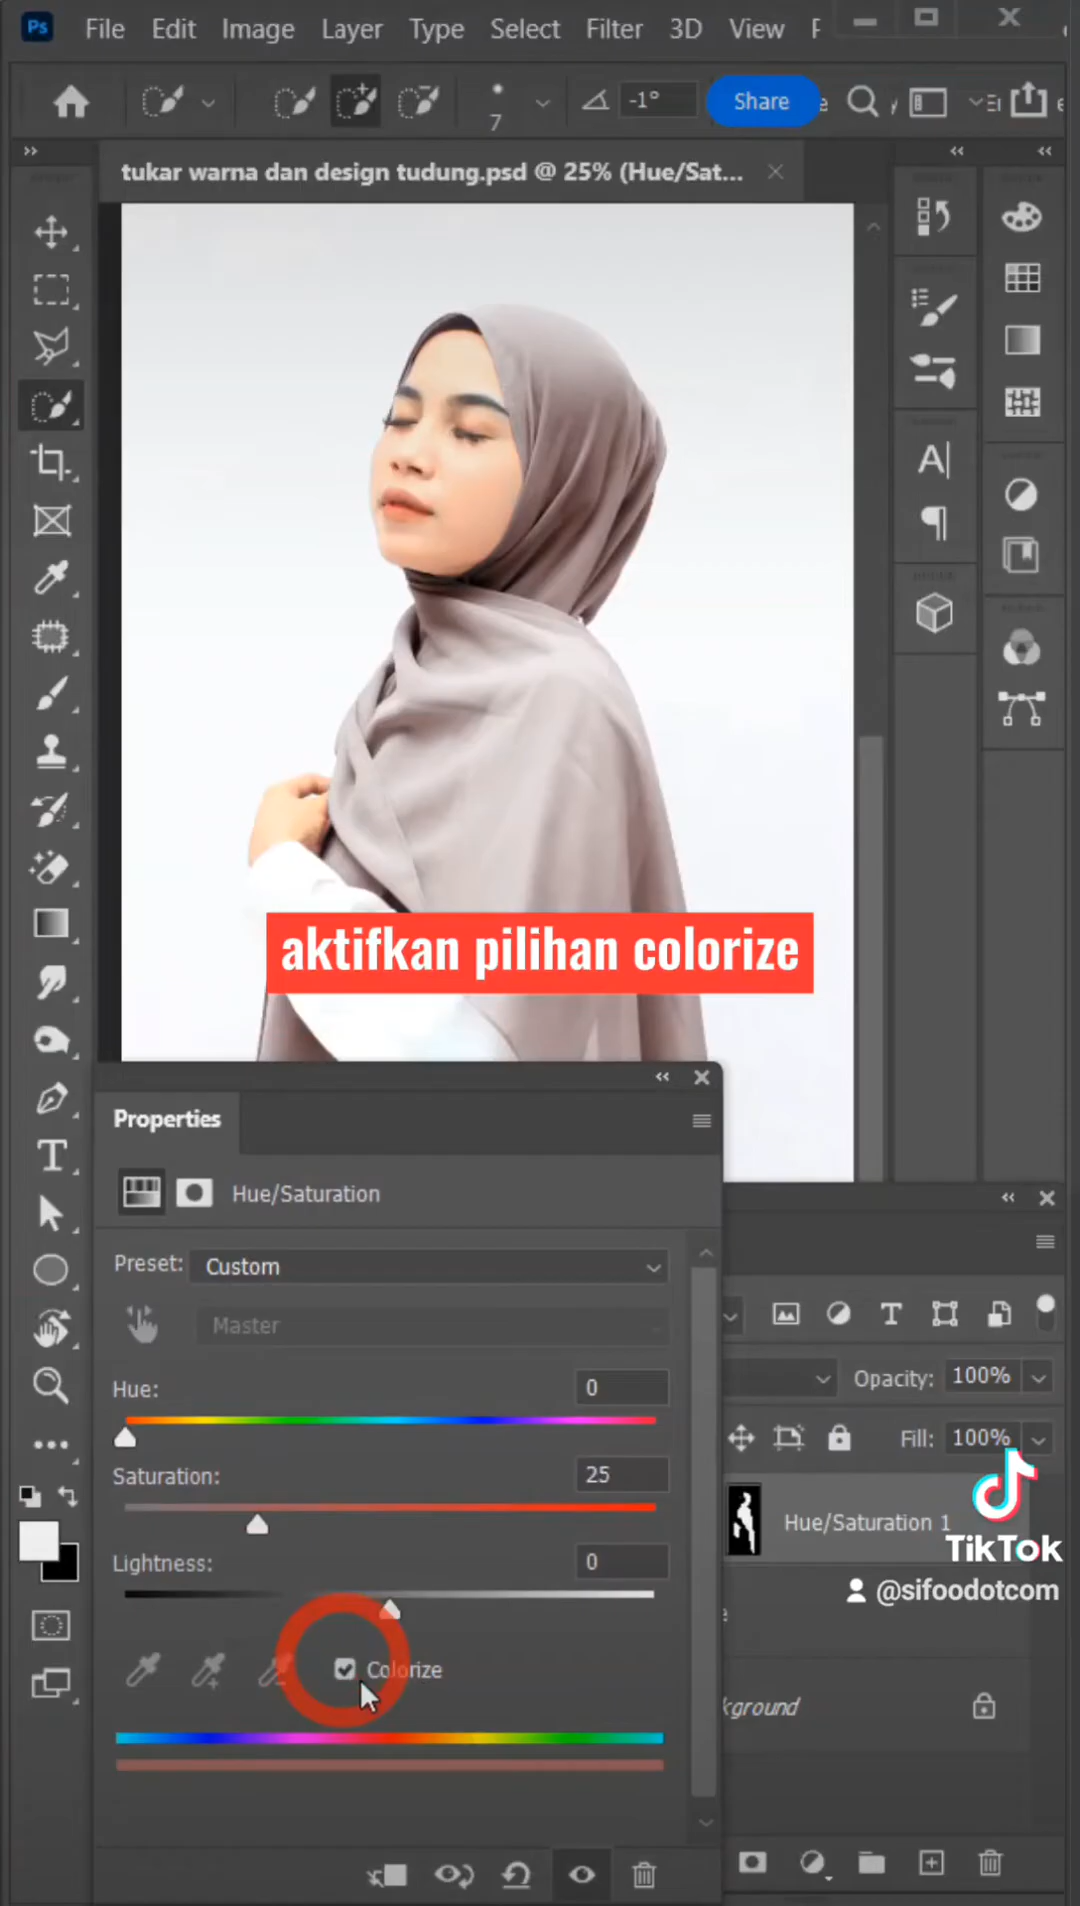 Ps File Edit Image Layer Type Select Filter 3D View
7 -1° Share
tukar warna dan design tudung.psd @ 25% (Hue/Sat...
aktifkan pilihan colorize
Properties
Hue/Saturation
Preset: Custom
Master
Hue: 0
Saturation: 25
Lightness: 0
Colorize
Opacity: 100%
Fill: 100%
Hue/Saturation 1
TikTok
@sifoodotcom
kground